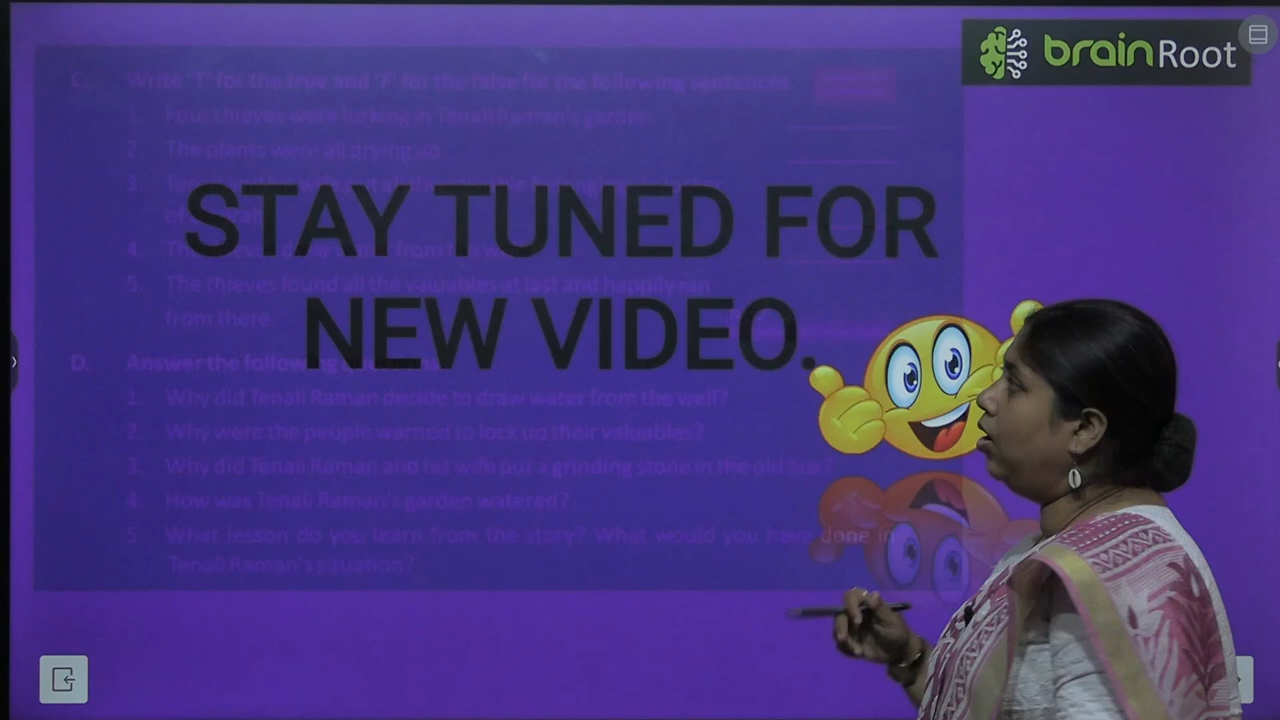 brainRoot
C. Write 'T' for the true and 'F' for the false for the following sentences.
1. Four thieves were lurking in Tenali Raman's garden.
2. The plants were all drying up.
STAY TUNED FOR
4. from the
5. The thieves found all the valuables at last and happily ran
from there.
NEW VIDEO.
D. Answer the following
1. Why did Tenali Raman decide to draw water from the well?
2. Why were the people warned to lock up their valuables?
3. Why did Tenali Raman and his wife put a grinding stone in the old box?
4. How was Tenali Raman's garden watered?
5. What lesson do you learn from the story? What would you have done in
Tenali Raman's situation?